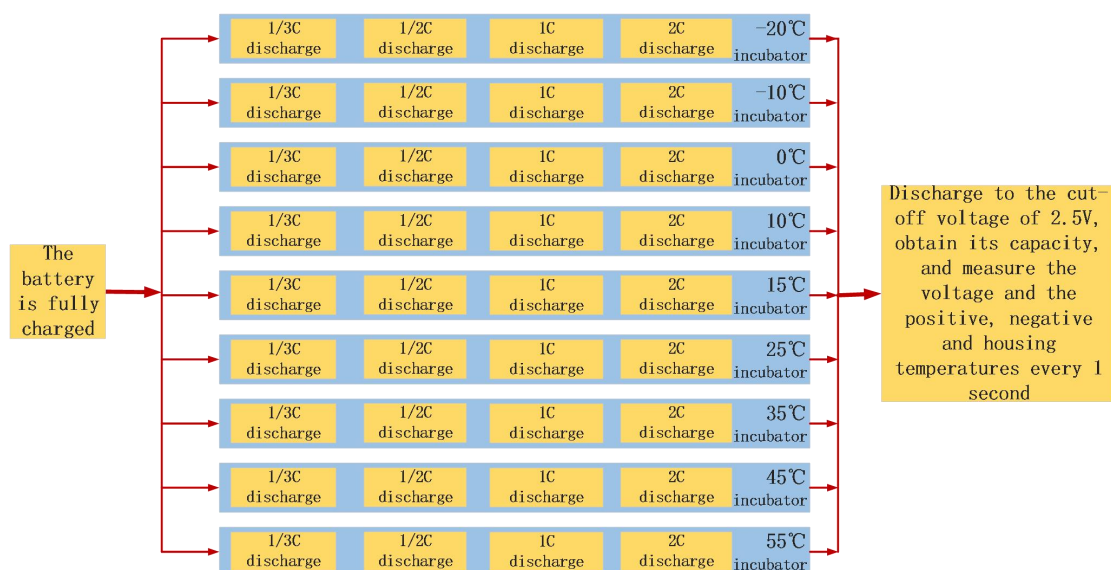 The
battery
is fully
charged
1/3C
discharge
1/2C
discharge
1C
discharge
2C
discharge
-20℃
incubator
1/3C
discharge
1/2C
discharge
1C
discharge
2C
discharge
-10℃
incubator
1/3C
discharge
1/2C
discharge
1C
discharge
2C
discharge
0℃
incubator
1/3C
discharge
1/2C
discharge
1C
discharge
2C
discharge
10℃
incubator
1/3C
discharge
1/2C
discharge
1C
discharge
2C
discharge
15℃
incubator
1/3C
discharge
1/2C
discharge
1C
discharge
2C
discharge
25℃
incubator
1/3C
discharge
1/2C
discharge
1C
discharge
2C
discharge
35℃
incubator
1/3C
discharge
1/2C
discharge
1C
discharge
2C
discharge
45℃
incubator
1/3C
discharge
1/2C
discharge
1C
discharge
2C
discharge
55℃
incubator
Discharge to the cut-
off voltage of 2.5V,
obtain its capacity,
and measure the
voltage and the
positive, negative
and housing
temperatures every 1
second